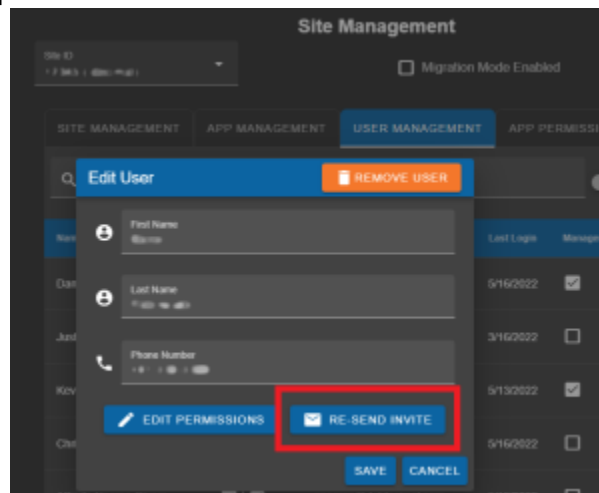 Site Management
Site ID
Migration Mode Enabled
SITE MANAGEMENT APP MANAGEMENT USER MANAGEMENT APP PERMISSI
Edit User REMOVE USER
First Name
Last Login Manage
Last Name
5/16/2022
3/16/2022
Phone Number
5/13/2022
EDIT PERMISSIONS RE-SEND INVITE
5/16/2022
SAVE CANCEL